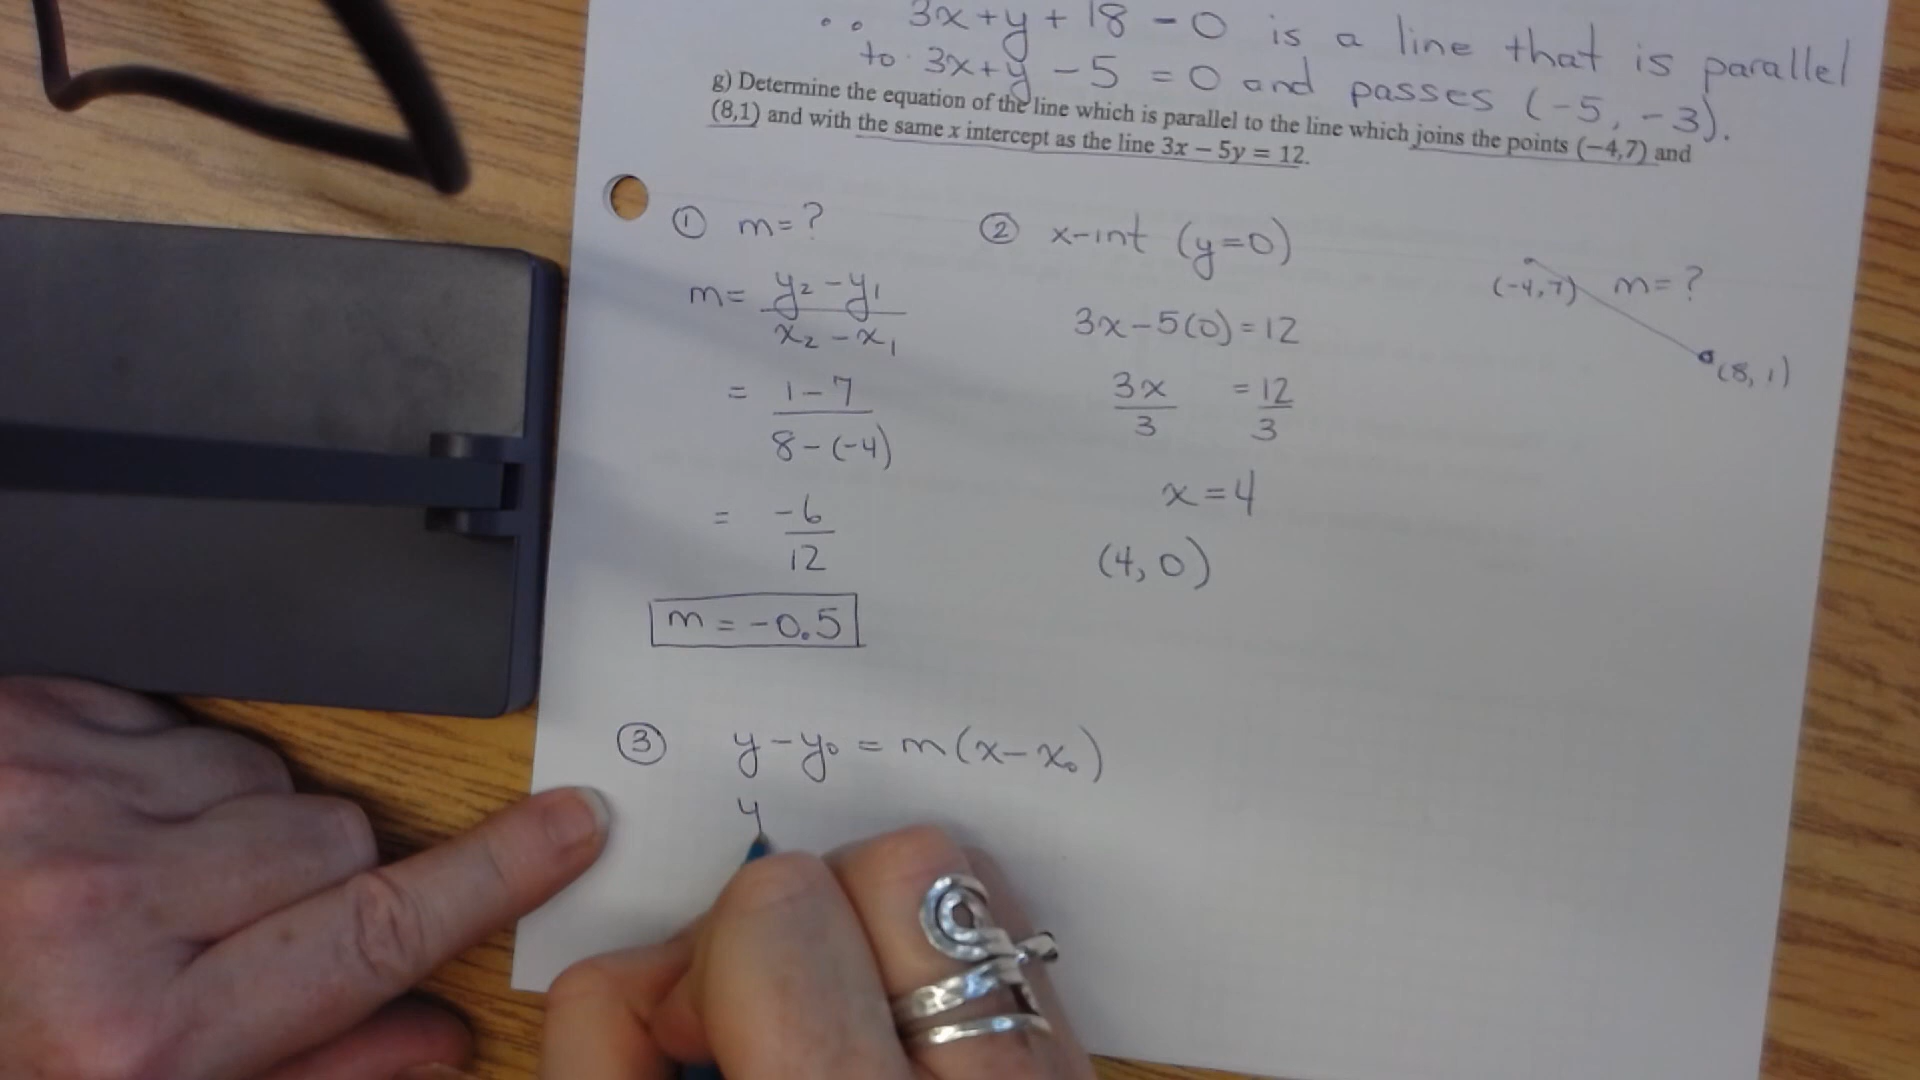 ∴ 3x+y+18-0 is a line that is parallel
to 3x+y-5=0 and passes (-5,-3).
g) Determine the equation of the line which is parallel to the line which joins the points (−4,7) and
(8,1) and with the same x intercept as the line 3x − 5y = 12.
① m=?
m= y₂-y₁
x₂-x₁
= 1-7
8-(-4)
= -6
12
m = -0.5
② x-int (y=0)
3x-5(0)=12
3x = 12
3 3
x=4
(4,0)
(-4,7) m=?
(8,1)
③ y-y₀=m(x-x₀)
y